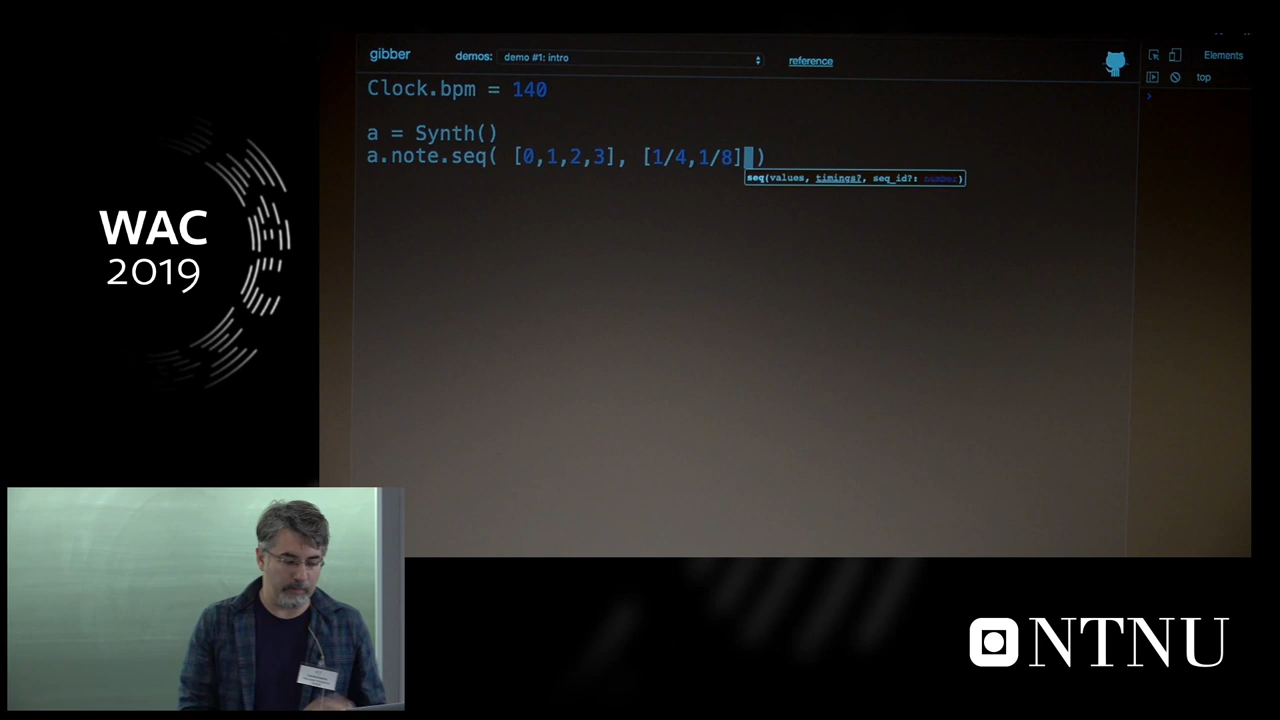 gibber
demos: demo #1: intro
reference
Elements
top
Clock.bpm = 140
a = Synth()
a.note.seq( [0,1,2,3], [1/4,1/8] )
seq(values, timings?, seq_id?: number)
WAC
2019
NTNU